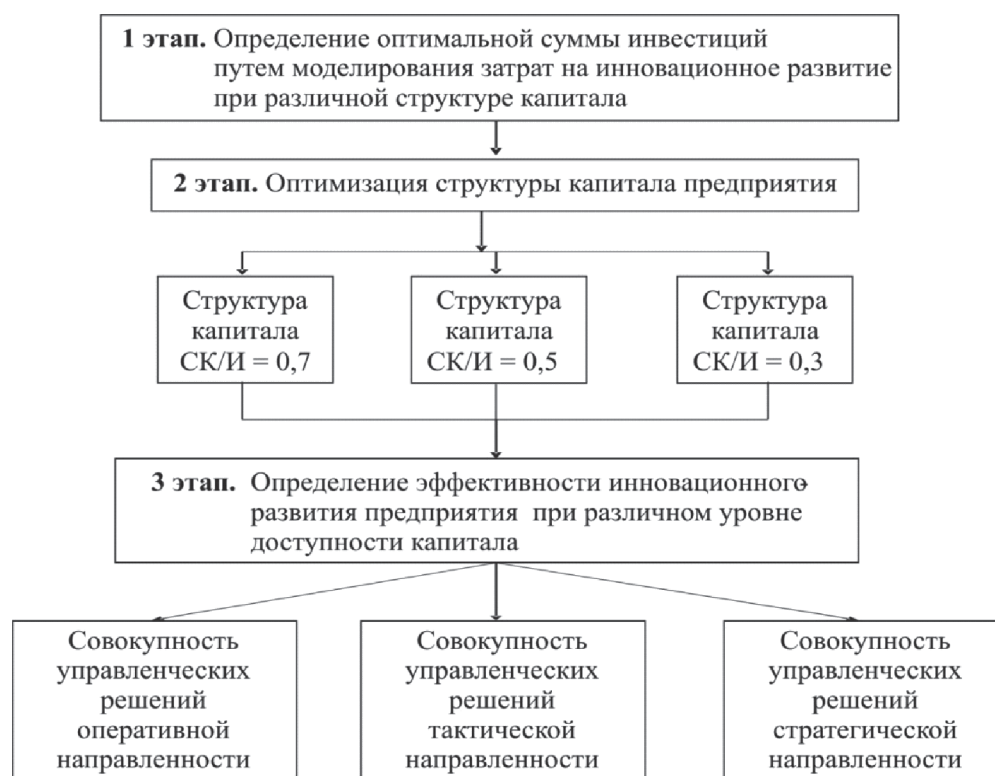 1 этап. Определение оптимальной суммы инвестиций
путем моделирования затрат на инновационное развитие
при различной структуре капитала
2 этап. Оптимизация структуры капитала предприятия
Структура
капитала
СК/И = 0,7
Структура
капитала
СК/И = 0,5
Структура
капитала
СК/И = 0,3
3 этап. Определение эффективности инновационного
развития предприятия при различном уровне
доступности капитала
Совокупность
управленческих
решений
оперативной
направленности
Совокупность
управленческих
решений
тактической
направленности
Совокупность
управленческих
решений
стратегической
направленности